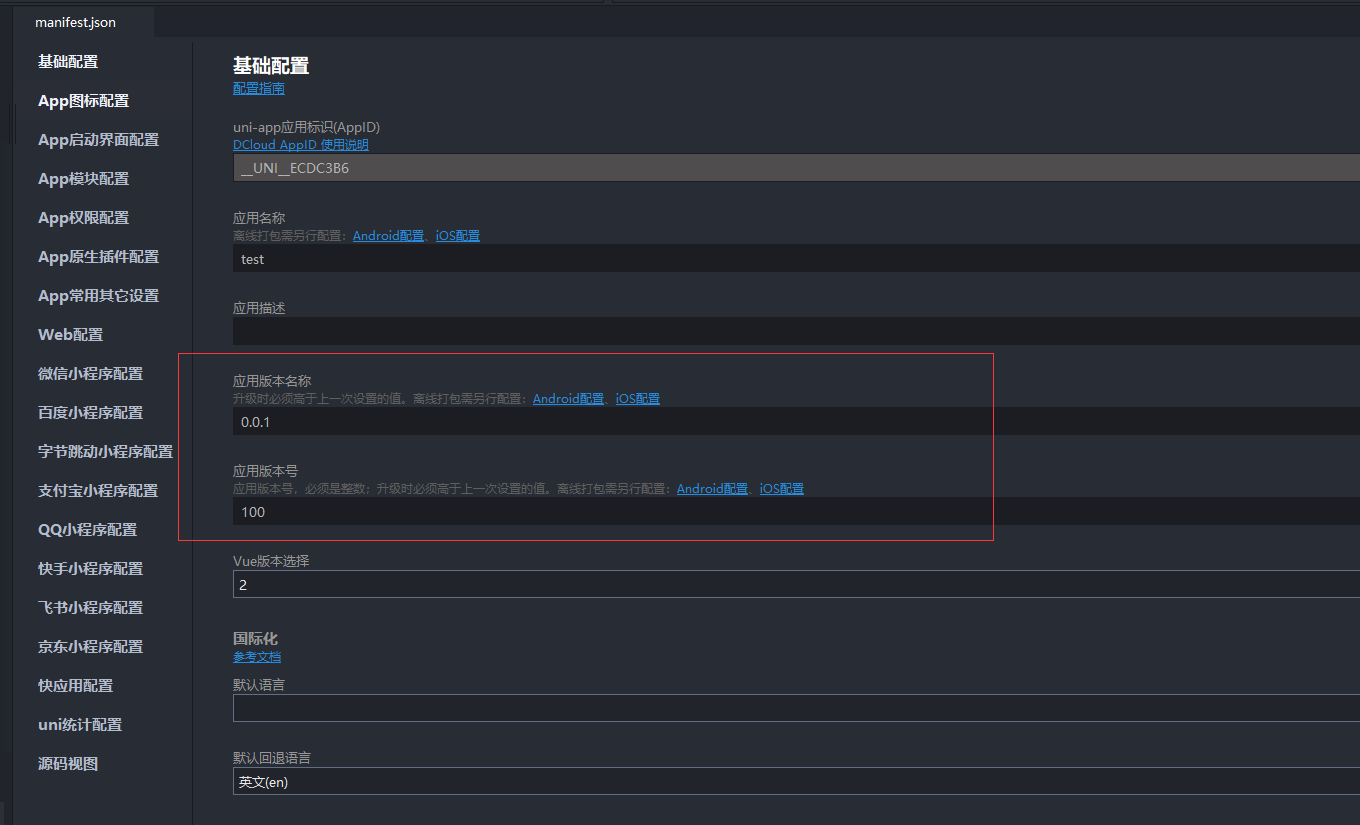 manifest.json
基础配置
App图标配置
App启动界面配置
App模块配置
App权限配置
App原生插件配置
App常用其它设置
Web配置
微信小程序配置
百度小程序配置
字节跳动小程序配置
支付宝小程序配置
QQ小程序配置
快手小程序配置
飞书小程序配置
京东小程序配置
快应用配置
uni统计配置
源码视图
基础配置
配置指南
uni-app应用标识(AppID)
DCloud AppID 使用说明
__UNI__ECDC3B6
应用名称
离线打包需另行配置：Android配置、iOS配置
test
应用描述
应用版本名称
升级时必须高于上一次设置的值。离线打包需另行配置：Android配置、iOS配置
0.0.1
应用版本号
应用版本号，必须是整数；升级时必须高于上一次设置的值。离线打包需另行配置：Android配置、iOS配置
100
Vue版本选择
2
国际化
参考文档
默认语言
默认回退语言
英文(en)